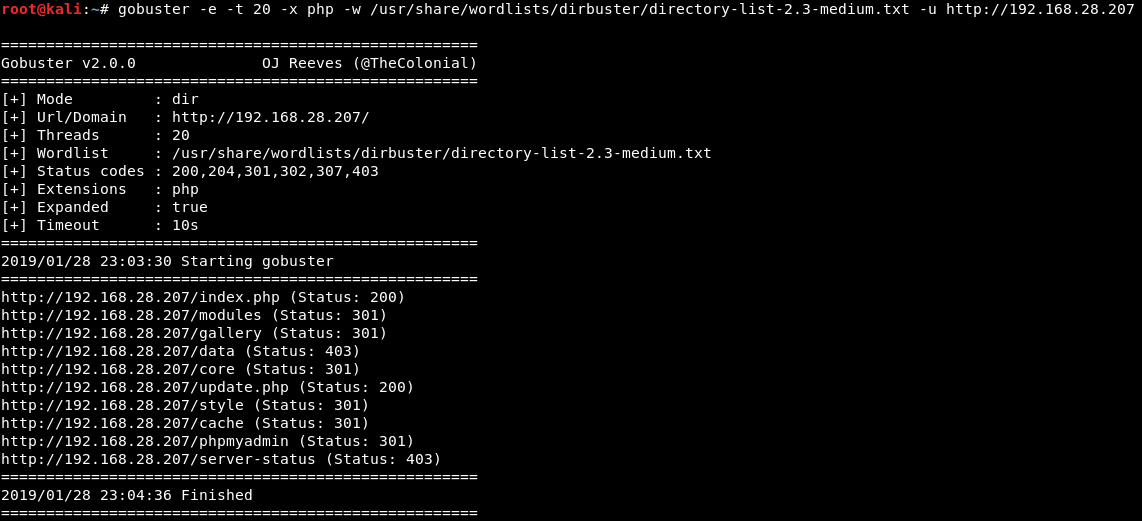 root@kali:~# gobuster -e -t 20 -x php -w /usr/share/wordlists/dirbuster/directory-list-2.3-medium.txt -u http://192.168.28.207
=====================================================
Gobuster v2.0.0              OJ Reeves (@TheColonial)
=====================================================
[+] Mode         : dir
[+] Url/Domain   : http://192.168.28.207/
[+] Threads      : 20
[+] Wordlist     : /usr/share/wordlists/dirbuster/directory-list-2.3-medium.txt
[+] Status codes : 200,204,301,302,307,403
[+] Extensions   : php
[+] Expanded     : true
[+] Timeout      : 10s
=====================================================
2019/01/28 23:03:30 Starting gobuster
=====================================================
http://192.168.28.207/index.php (Status: 200)
http://192.168.28.207/modules (Status: 301)
http://192.168.28.207/gallery (Status: 301)
http://192.168.28.207/data (Status: 403)
http://192.168.28.207/core (Status: 301)
http://192.168.28.207/update.php (Status: 200)
http://192.168.28.207/style (Status: 301)
http://192.168.28.207/cache (Status: 301)
http://192.168.28.207/phpmyadmin (Status: 301)
http://192.168.28.207/server-status (Status: 403)
=====================================================
2019/01/28 23:04:36 Finished
=====================================================